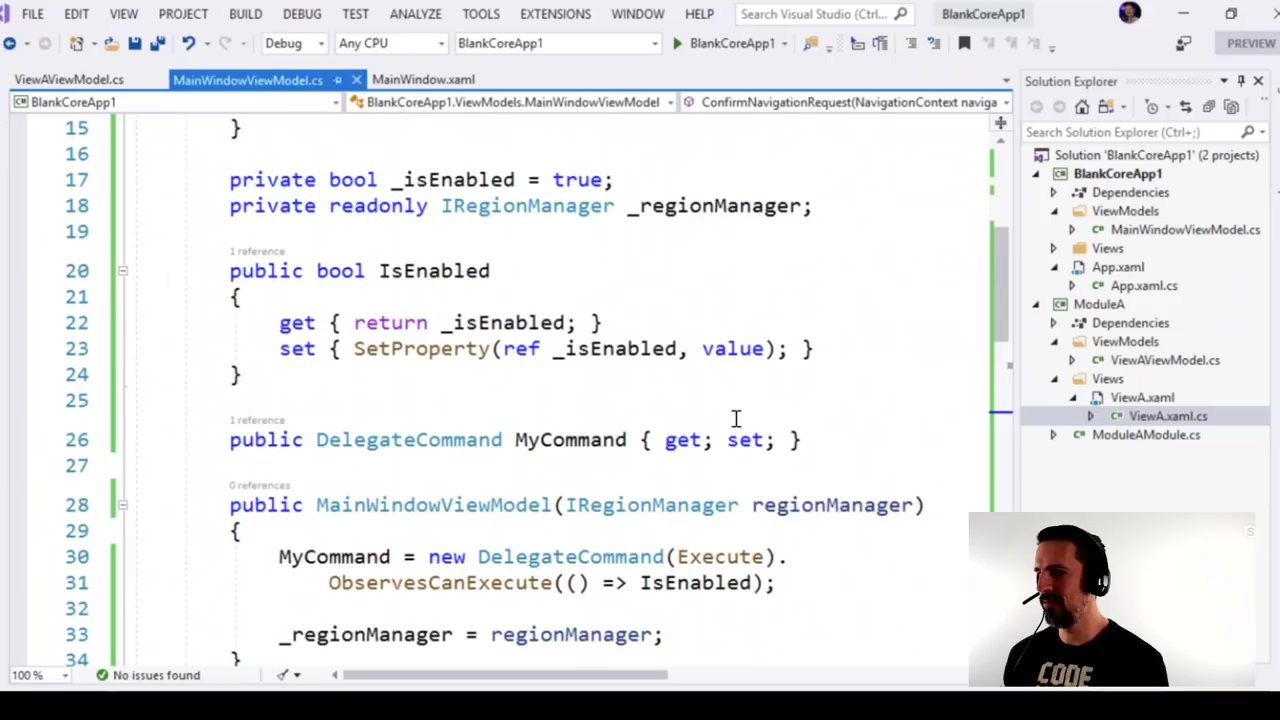 FILE EDIT VIEW PROJECT BUILD DEBUG TEST ANALYZE TOOLS EXTENSIONS WINDOW HELP Search Visual Studio (Ctrl+... BlankCoreApp1
Debug Any CPU BlankCoreApp1 BlankCoreApp1 PREVIEW
ViewAViewModel.cs MainWindowViewModel.cs MainWindow.xaml
BlankCoreApp1 BlankCoreApp1.ViewModels.MainWindowViewModel ConfirmNavigationRequest(NavigationContext naviga
15 }
16
17 private bool _isEnabled = true;
18 private readonly IRegionManager _regionManager;
19
1 reference
20 public bool IsEnabled
21 {
22 get { return _isEnabled; }
23 set { SetProperty(ref _isEnabled, value); }
24 }
25
1 reference
26 public DelegateCommand MyCommand { get; set; }
27
0 references
28 public MainWindowViewModel(IRegionManager regionManager)
29 {
30 MyCommand = new DelegateCommand(Execute).
31 ObservesCanExecute(() => IsEnabled);
32
33 _regionManager = regionManager;
34 }
100 % No issues found
Solution Explorer
Search Solution Explorer (Ctrl+;)
Solution 'BlankCoreApp1' (2 projects)
BlankCoreApp1
Dependencies
ViewModels
MainWindowViewModel.cs
Views
App.xaml
App.xaml.cs
ModuleA
Dependencies
ViewModels
ViewAViewModel.cs
Views
ViewA.xaml
ViewA.xaml.cs
ModuleAModule.cs
CODE